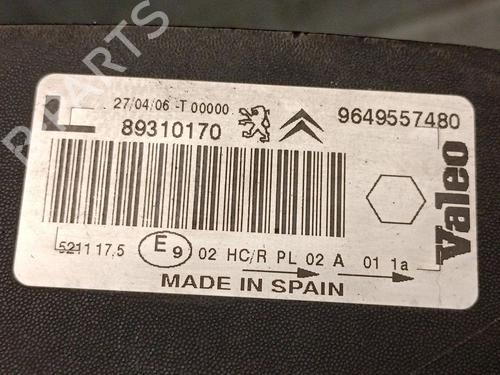 B-PARTS
L 27/04/06 -T 00000
89310170 9649557480
Valeo
5211 17,5 E9 02 HC/R PL 02 A 01 1a
MADE IN SPAIN